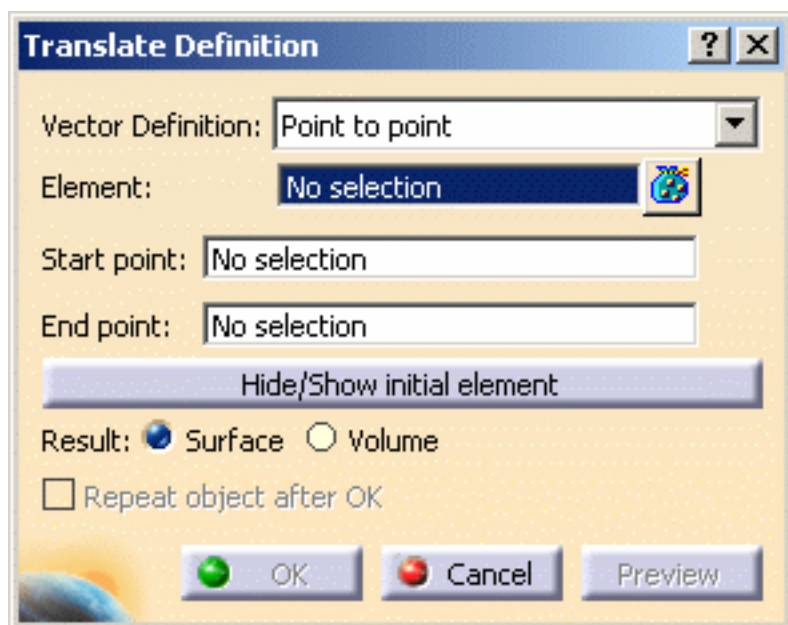 Translate Definition
Vector Definition: Point to point
Element: No selection
Start point: No selection
End point: No selection
Hide/Show initial element
Result: Surface Volume
Repeat object after OK
OK Cancel Preview